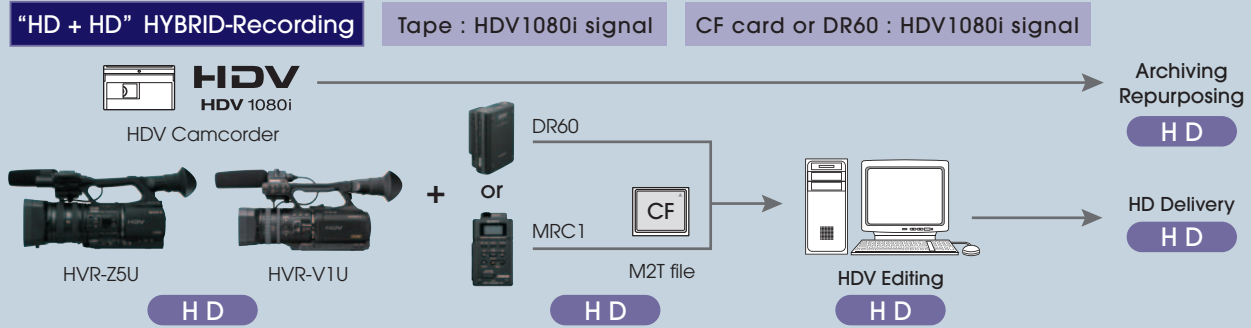 “HD + HD” HYBRID-Recording
Tape : HDV1080i signal
CF card or DR60 : HDV1080i signal
HDV
HDV 1080i
HDV Camcorder
Archiving
Repurposing
HD
DR60
+
or
MRC1
CF
M2T file
HVR-Z5U
HVR-V1U
HD
HD
HDV Editing
HD
HD Delivery
HD